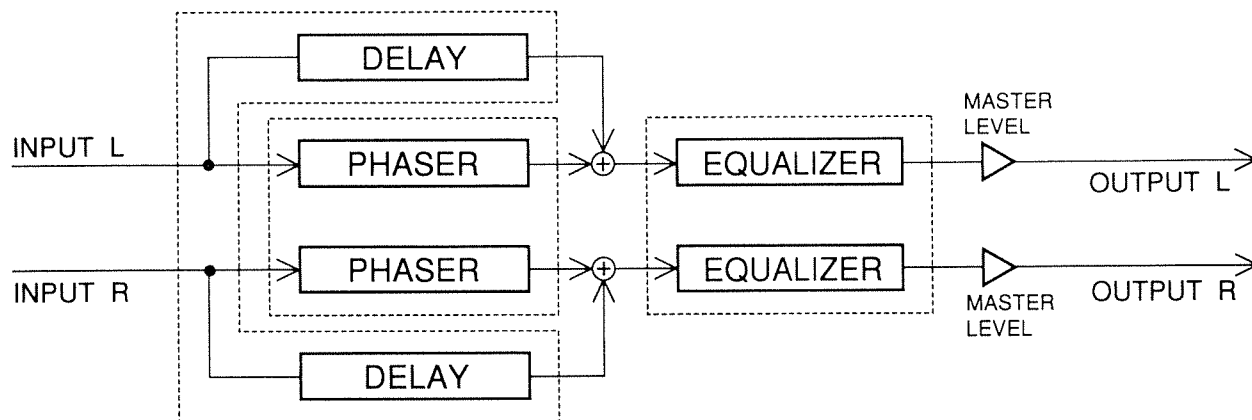 DELAY
MASTER
LEVEL
INPUT L
PHASER
EQUALIZER
OUTPUT L
PHASER
EQUALIZER
INPUT R
OUTPUT R
MASTER
LEVEL
DELAY